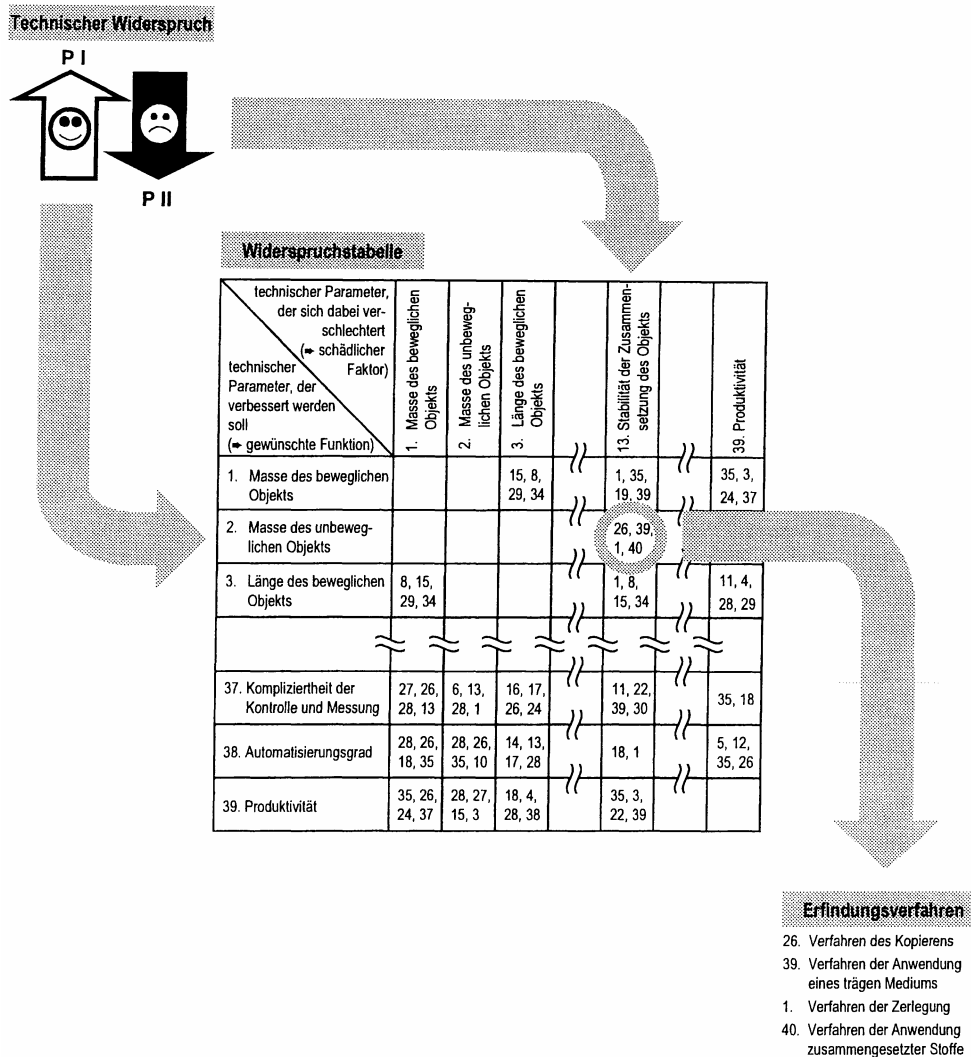 Technischer Widerspruch
P I
P II
Widerspruchstabelle
technischer Parameter,
der sich dabei ver-
schlechtert
(➨ schädlicher
Faktor)
technischer
Parameter, der
verbessert werden
soll
(➨ gewünschte Funktion)
1. Masse des beweglichen
Objekts
2. Masse des unbeweg-
lichen Objekts
3. Länge des beweglichen
Objekts
13. Stabilität der Zusammen-
setzung des Objekts
39. Produktivität
1. Masse des beweglichen
Objekts
15, 8,
29, 34
1, 35,
19, 39
35, 3,
24, 37
2. Masse des unbeweg-
lichen Objekts
26, 39,
1, 40
3. Länge des beweglichen
Objekts
8, 15,
29, 34
1, 8,
15, 34
11, 4,
28, 29
37. Kompliziertheit der
Kontrolle und Messung
27, 26,
28, 13
6, 13,
28, 1
16, 17,
26, 24
11, 22,
39, 30
35, 18
38. Automatisierungsgrad
28, 26,
18, 35
28, 26,
35, 10
14, 13,
17, 28
18, 1
5, 12,
35, 26
39. Produktivität
35, 26,
24, 37
28, 27,
15, 3
18, 4,
28, 38
35, 3,
22, 39
Erfindungsverfahren
26. Verfahren des Kopierens
39. Verfahren der Anwendung
eines trägen Mediums
1. Verfahren der Zerlegung
40. Verfahren der Anwendung
zusammengesetzter Stoffe